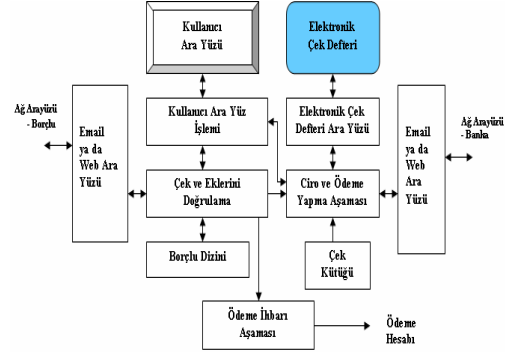 Kullanıcı
Ara Yüzü
Elektronik
Çek Defteri
Ağ Arayüzü
- Borçlu
Email
ya da
Web Ara
Yüzü
Kullanıcı Ara Yüz
İşlemi
Elektronik Çek
Defteri Ara Yüzü
Email
ya da
Web
Ara
Yüzü
Ağ Arayüzü
- Banka
Çek ve Eklerini
Doğrulama
Ciro ve Ödeme
Yapma Aşaması
Borçlu Dizini
Çek
Kütüğü
Ödeme İhbarı
Aşaması
Ödeme
Hesabı